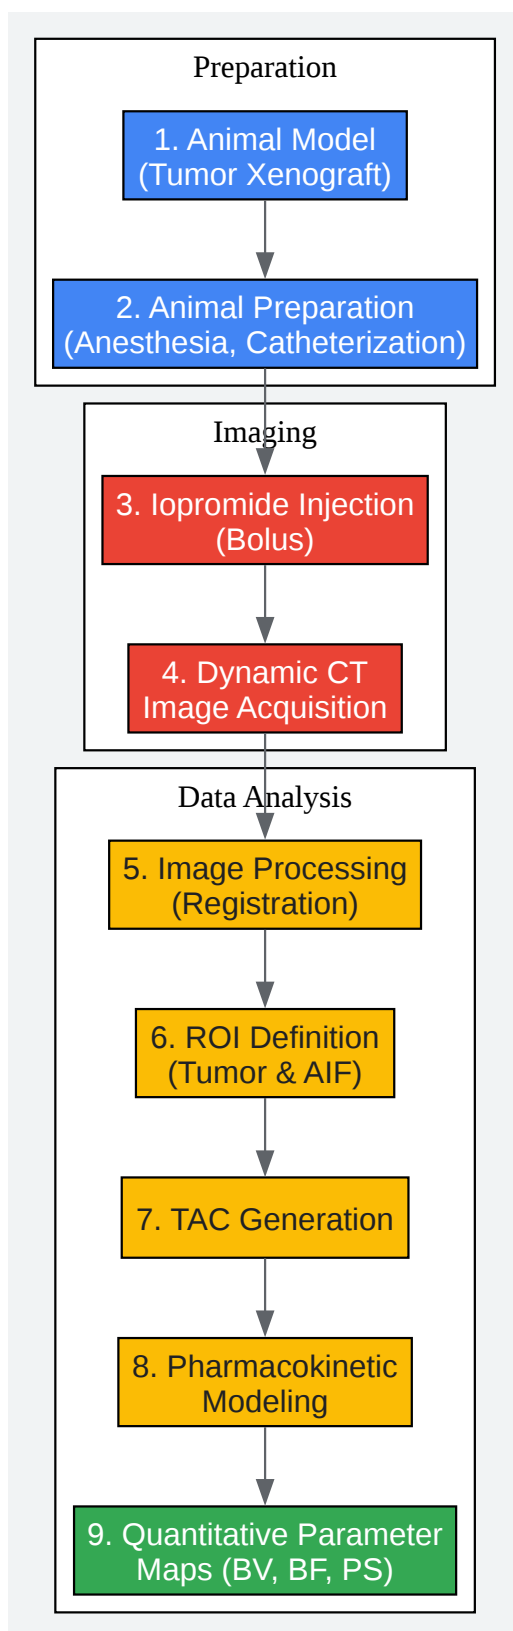 Preparation
1. Animal Model
(Tumor Xenograft)
2. Animal Preparation
(Anesthesia, Catheterization)
Imaging
3. Iopromide Injection
(Bolus)
4. Dynamic CT
Image Acquisition
Data Analysis
5. Image Processing
(Registration)
6. ROI Definition
(Tumor & AIF)
7. TAC Generation
8. Pharmacokinetic
Modeling
9. Quantitative Parameter
Maps (BV, BF, PS)